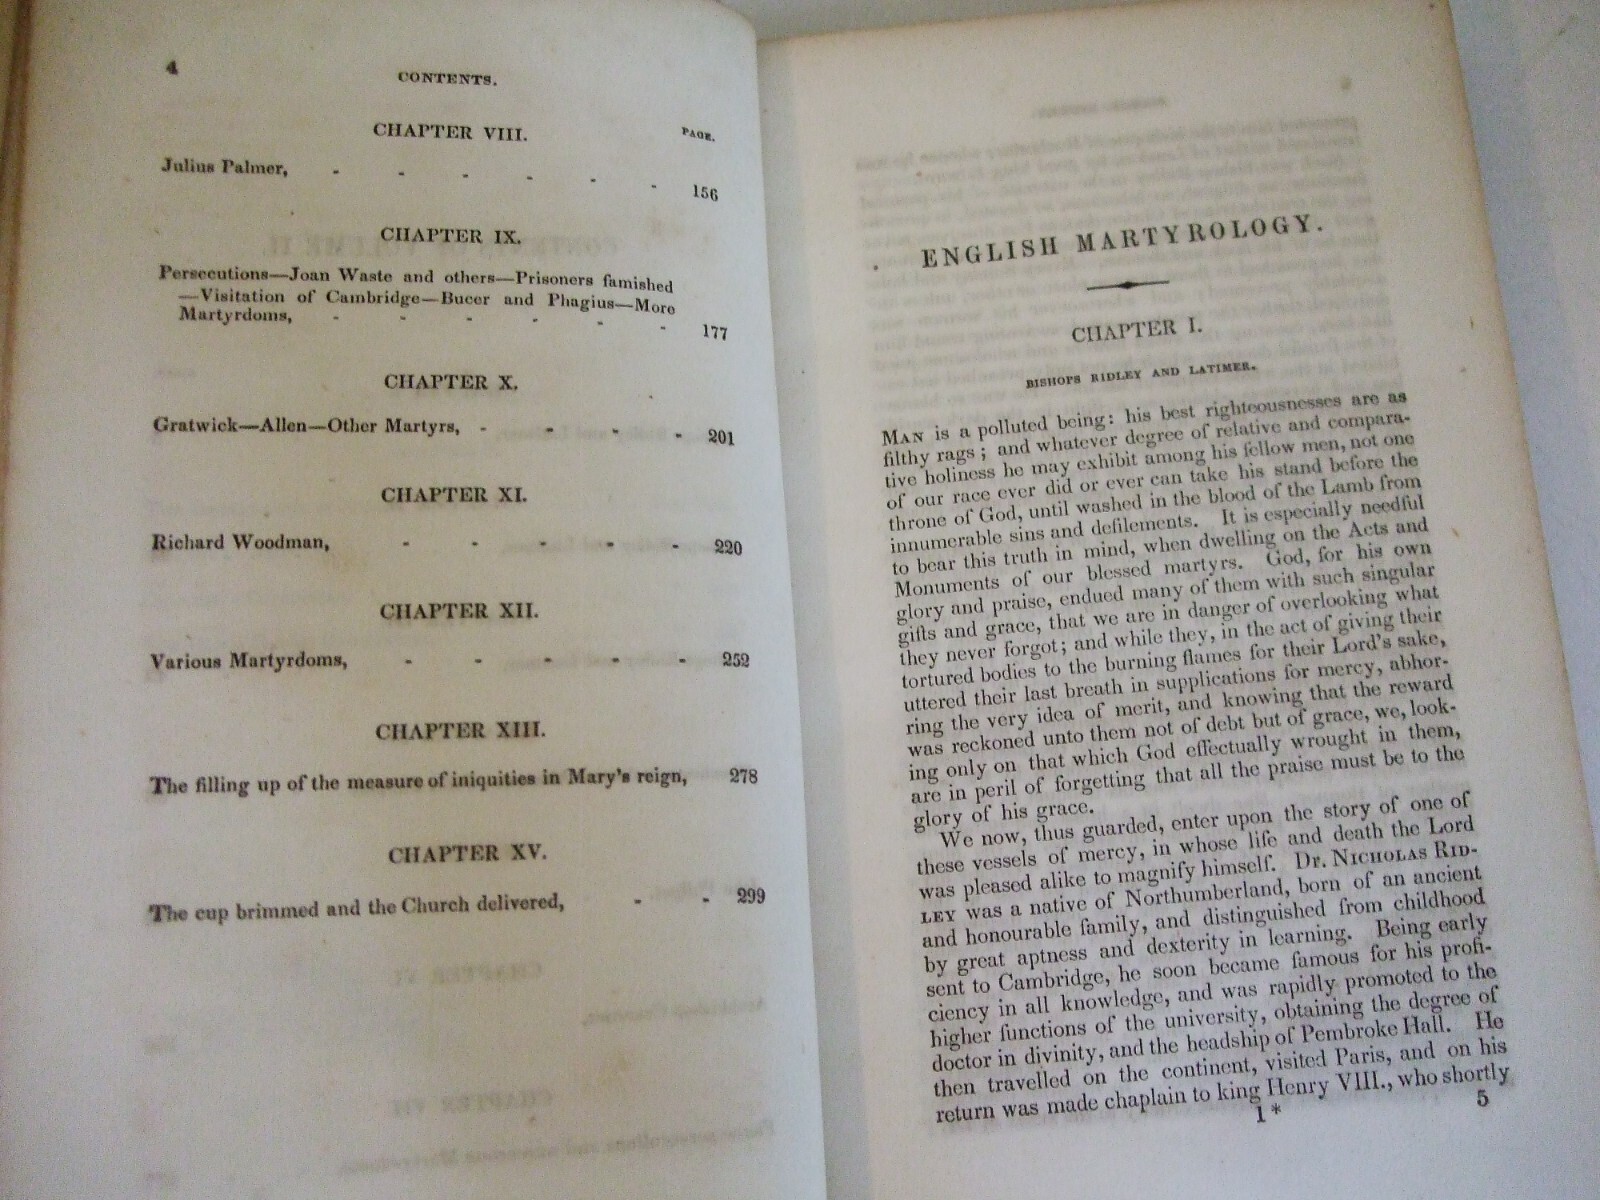 4
CONTENTS.
CHAPTER VIII.
PAGE.
Julius Palmer, - - - - - - 156
CHAPTER IX.
Persecutions—Joan Waste and others—Prisoners famished
—Visitation of Cambridge—Bucer and Phagius—More
Martyrdoms, - - - - - - 177
CHAPTER X.
Gratwick—Allen—Other Martyrs, - - - - 201
CHAPTER XI.
Richard Woodman, - - - - - 220
CHAPTER XII.
Various Martyrdoms, - - - - - 252
CHAPTER XIII.
The filling up of the measure of iniquities in Mary's reign, 278
CHAPTER XV.
The cup brimmed and the Church delivered, - - 299
ENGLISH MARTYROLOGY.
CHAPTER I.
BISHOPS RIDLEY AND LATIMER.
MAN is a polluted being: his best righteousnesses are as
filthy rags; and whatever degree of relative and compara-
tive holiness he may exhibit among his fellow men, not one
of our race ever did or ever can take his stand before the
throne of God, until washed in the blood of the Lamb from
innumerable sins and defilements. It is especially needful
to bear this truth in mind, when dwelling on the Acts and
Monuments of our blessed martyrs. God, for his own
glory and praise, endued many of them with such singular
gifts and grace, that we are in danger of overlooking what
they never forgot; and while they, in the act of giving their
tortured bodies to the burning flames for their Lord's sake,
uttered their last breath in supplications for mercy, abhor-
ring the very idea of merit, and knowing that the reward
was reckoned unto them not of debt but of grace, we, look-
ing only on that which God effectually wrought in them,
are in peril of forgetting that all the praise must be to the
glory of his grace.
We now, thus guarded, enter upon the story of one of
these vessels of mercy, in whose life and death the Lord
was pleased alike to magnify himself. Dr. NICHOLAS RID-
LEY was a native of Northumberland, born of an ancient
and honourable family, and distinguished from childhood
by great aptness and dexterity in learning. Being early
sent to Cambridge, he soon became famous for his profi-
ciency in all knowledge, and was rapidly promoted to the
higher functions of the university, obtaining the degree of
doctor in divinity, and the headship of Pembroke Hall. He
then travelled on the continent, visited Paris, and on his
return was made chaplain to king Henry VIII., who shortly
1* 5